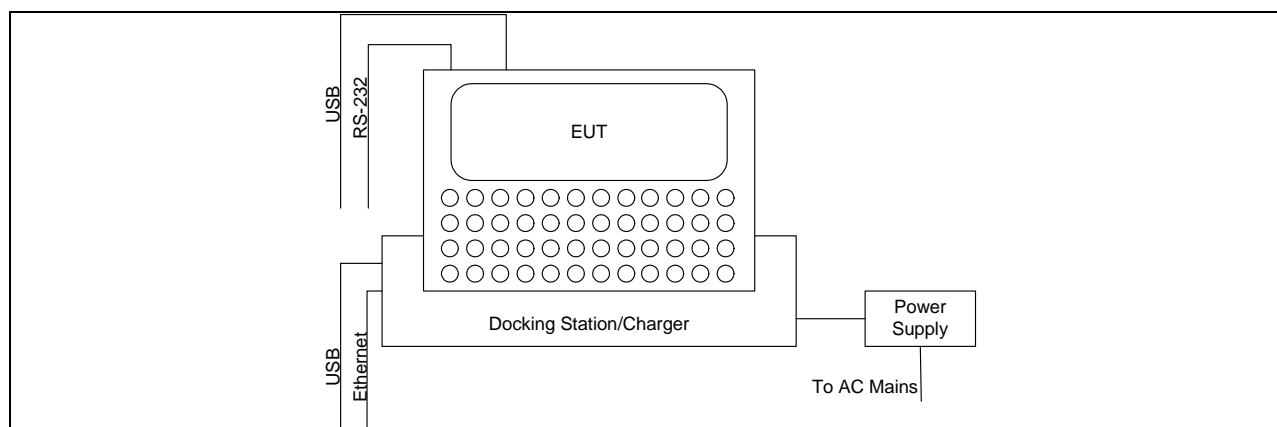 USB
RS-232
EUT
Docking Station/Charger
Power
Supply
USB
Ethernet
To AC Mains